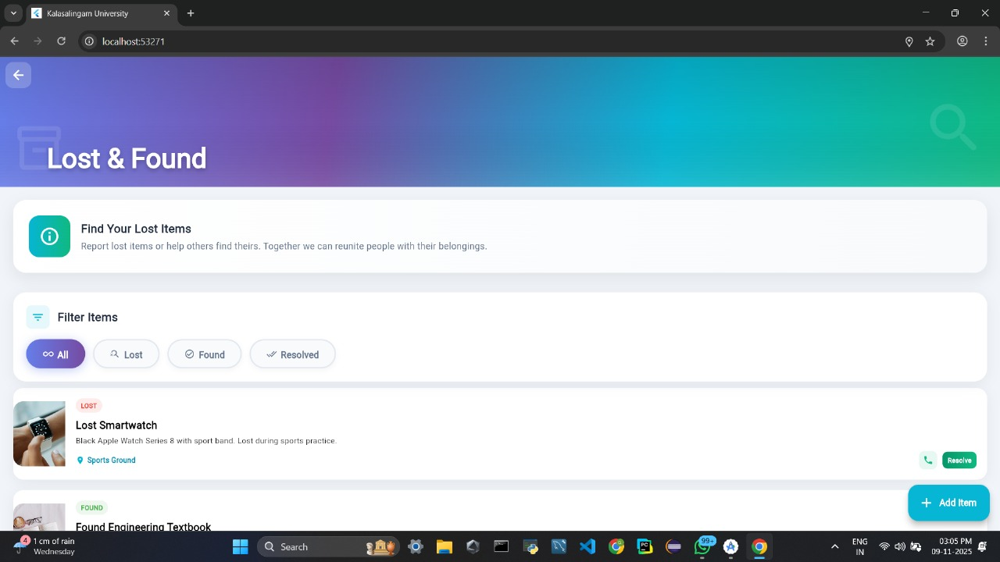 Kalasalingam University
localhost:53271
Lost & Found
Find Your Lost Items
Report lost items or help others find theirs. Together we can reunite people with their belongings.
Filter Items
All Lost Found Resolved
LOST
Lost Smartwatch
Black Apple Watch Series 8 with sport band. Lost during sports practice.
Sports Ground
Resolve
FOUND
Found Engineering Textbook
Add Item
4
1 cm of rain
Wednesday
Search
PC
99+
ENG
IN
03:05 PM
09-11-2025